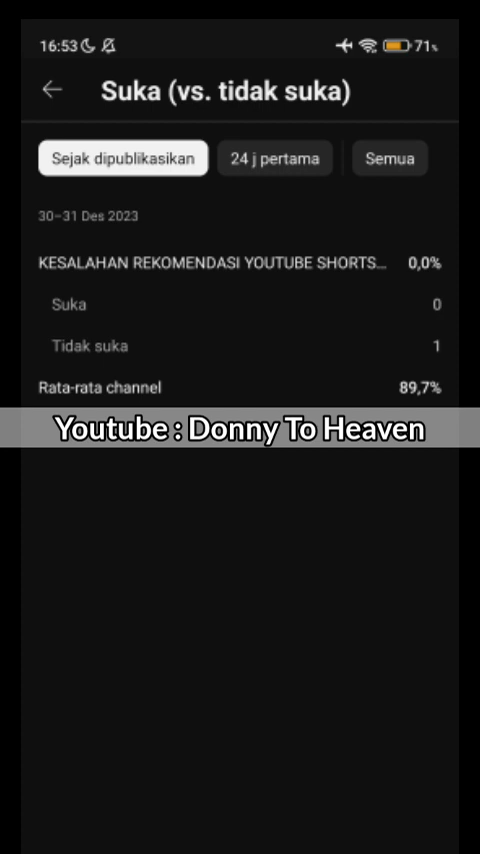 16:53 71%
Suka (vs. tidak suka)
Sejak dipublikasikan 24 j pertama Semua
30–31 Des 2023
KESALAHAN REKOMENDASI YOUTUBE SHORTS... 0,0%
Suka 0
Tidak suka 1
Rata-rata channel 89,7%
Youtube : Donny To Heaven